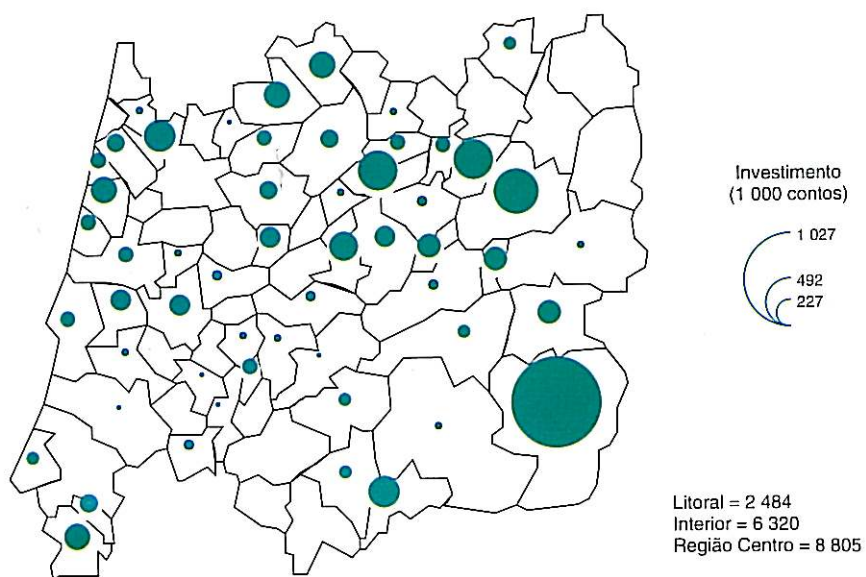 Investimento
(1 000 contos)
1 027
492
227
Litoral = 2 484
Interior = 6 320
Região Centro = 8 805